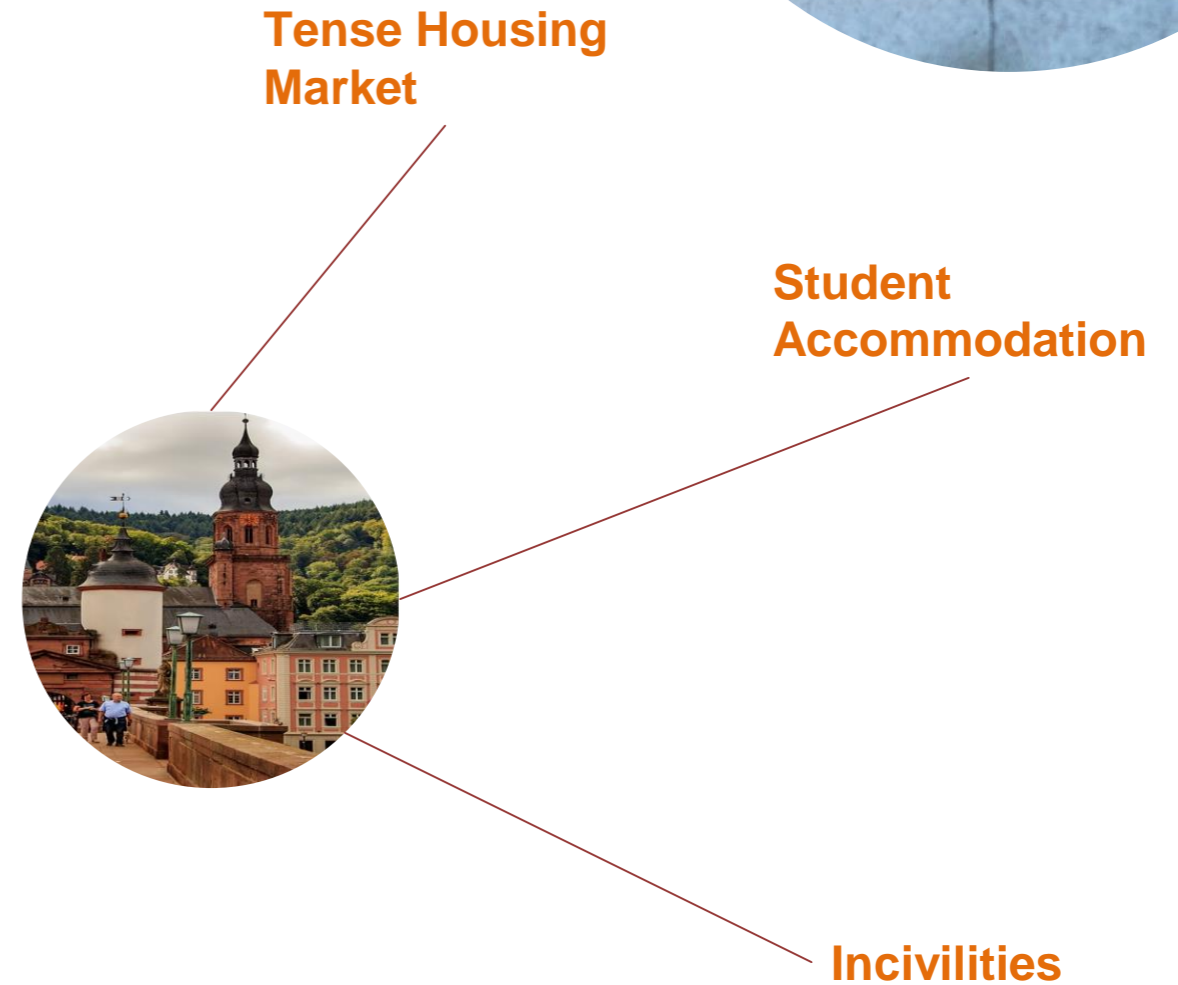 Tense Housing
Market
Student
Accommodation
Incivilities